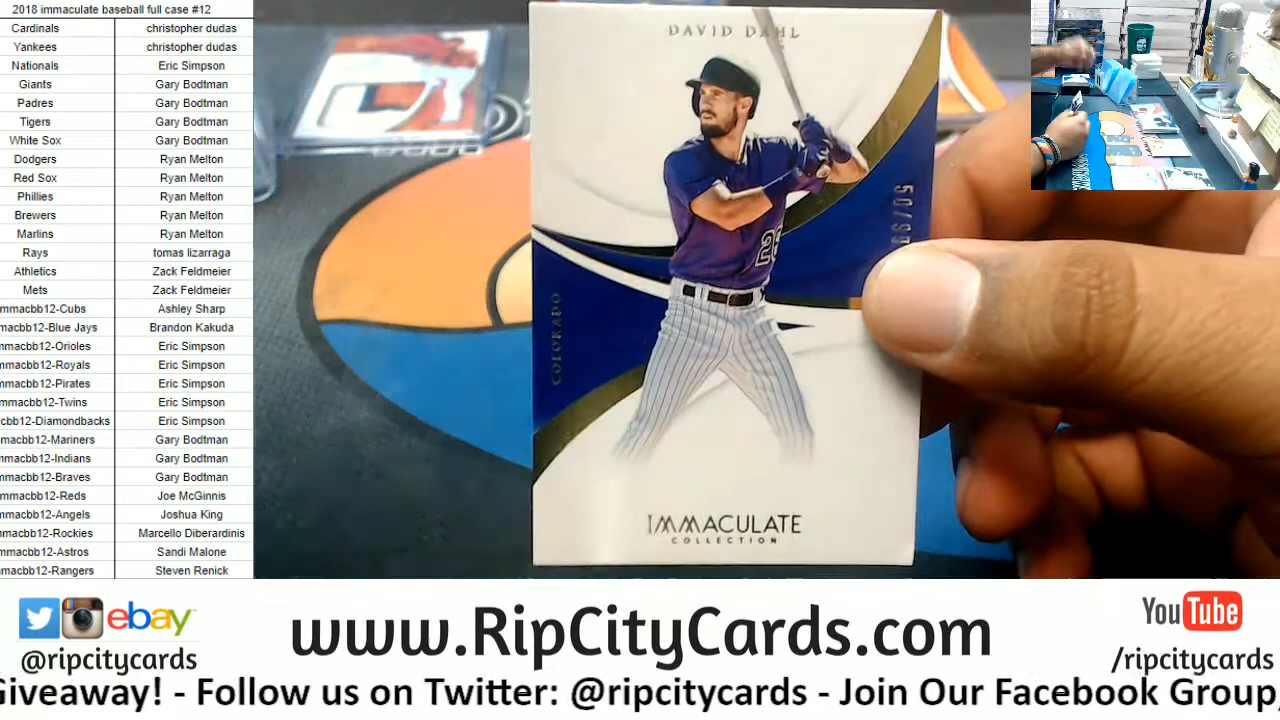 2018 immaculate baseball full case #12
Cardinals christopher dudas
Yankees christopher dudas
Nationals Eric Simpson
Giants Gary Bodtman
Padres Gary Bodtman
Tigers Gary Bodtman
White Sox Gary Bodtman
Dodgers Ryan Melton
Red Sox Ryan Melton
Phillies Ryan Melton
Brewers Ryan Melton
Marlins Ryan Melton
Rays tomas lizarraga
Athletics Zack Feldmeier
Mets Zack Feldmeier
mmacbb12-Cubs Ashley Sharp
macbb12-Blue Jays Brandon Kakuda
mmacbb12-Orioles Eric Simpson
mmacbb12-Royals Eric Simpson
mmacbb12-Pirates Eric Simpson
mmacbb12-Twins Eric Simpson
cbb12-Diamondbacks Eric Simpson
macbb12-Mariners Gary Bodtman
mmacbb12-Indians Gary Bodtman
mmacbb12-Braves Gary Bodtman
mmacbb12-Reds Joe McGinnis
mmacbb12-Angels Joshua King
mmacbb12-Rockies Marcello Diberardinis
mmacbb12-Astros Sandi Malone
macbb12-Rangers Steven Renick
DAVID DAHL
50/99
COLORADO
IMMACULATE
COLLECTION
ebay
@ripcitycards
www.RipCityCards.com
YouTube
/ripcitycards
Giveaway! - Follow us on Twitter: @ripcitycards - Join Our Facebook Group,